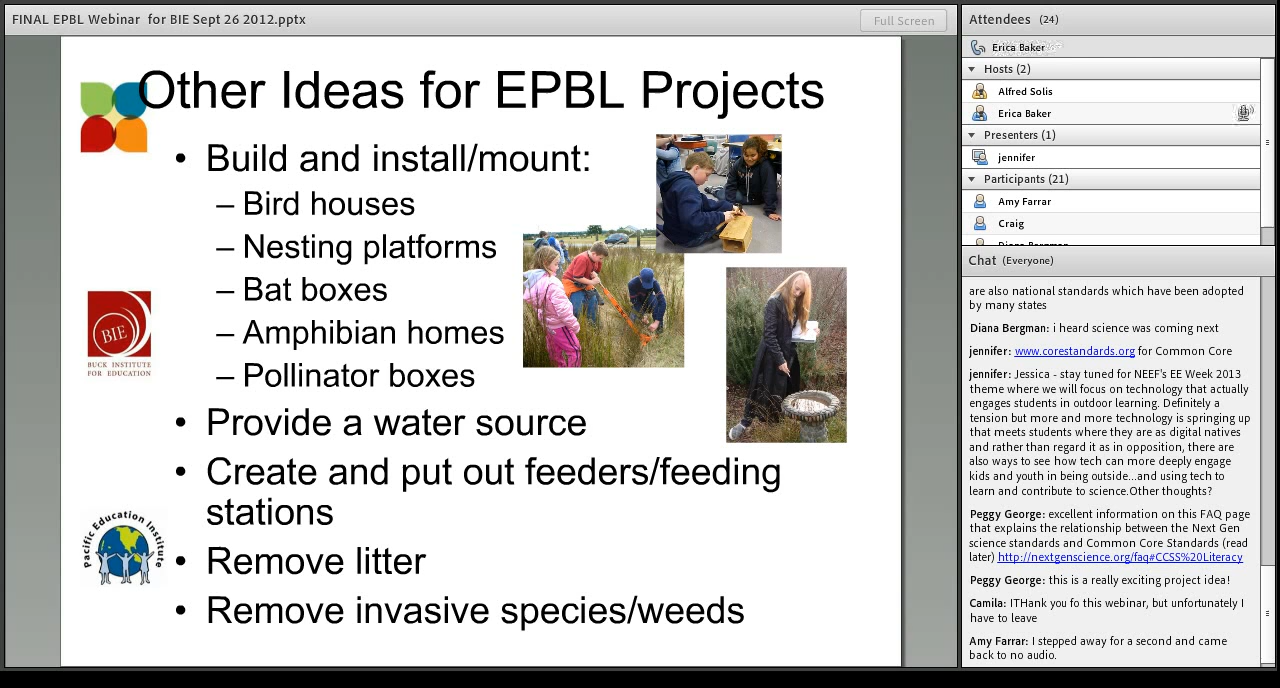 FINAL EPBL Webinar for BIE Sept 26 2012.pptx
Full Screen
Other Ideas for EPBL Projects
• Build and install/mount:
– Bird houses
– Nesting platforms
– Bat boxes
– Amphibian homes
– Pollinator boxes
• Provide a water source
• Create and put out feeders/feeding
stations
• Remove litter
• Remove invasive species/weeds
BIE
BUCK INSTITUTE
FOR EDUCATION
Pacific Education Institute
Attendees (24)
Erica Baker
Hosts (2)
Alfred Solis
Erica Baker
Presenters (1)
jennifer
Participants (21)
Amy Farrar
Craig
Diana Bergman
Chat (Everyone)
are also national standards which have been adopted
by many states
Diana Bergman: i heard science was coming next
jennifer: www.corestandards.org for Common Core
jennifer: Jessica - stay tuned for NEEF's EE Week 2013
theme where we will focus on technology that actually
engages students in outdoor learning. Definitely a
tension but more and more technology is springing up
that meets students where they are as digital natives
and rather than regard it as in opposition, there are
also ways to see how tech can more deeply engage
kids and youth in being outside...and using tech to
learn and contribute to science.Other thoughts?
Peggy George: excellent information on this FAQ page
that explains the relationship between the Next Gen
science standards and Common Core Standards (read
later) http://nextgenscience.org/faq#CCSS%20Literacy
Peggy George: this is a really exciting project idea!
Camila: ITHank you fo this webinar, but unfortunately I
have to leave
Amy Farrar: I stepped away for a second and came
back to no audio.